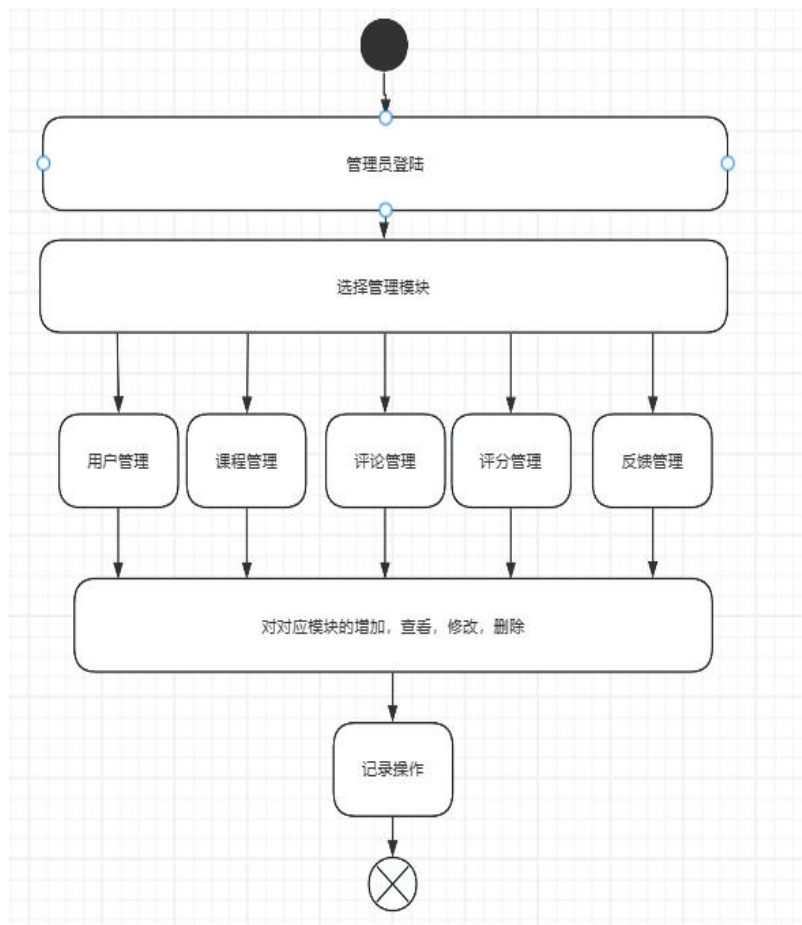 管理员登陆
选择管理模块
用户管理
课程管理
评论管理
评分管理
反馈管理
对对应模块的增加，查看，修改，删除
记录操作